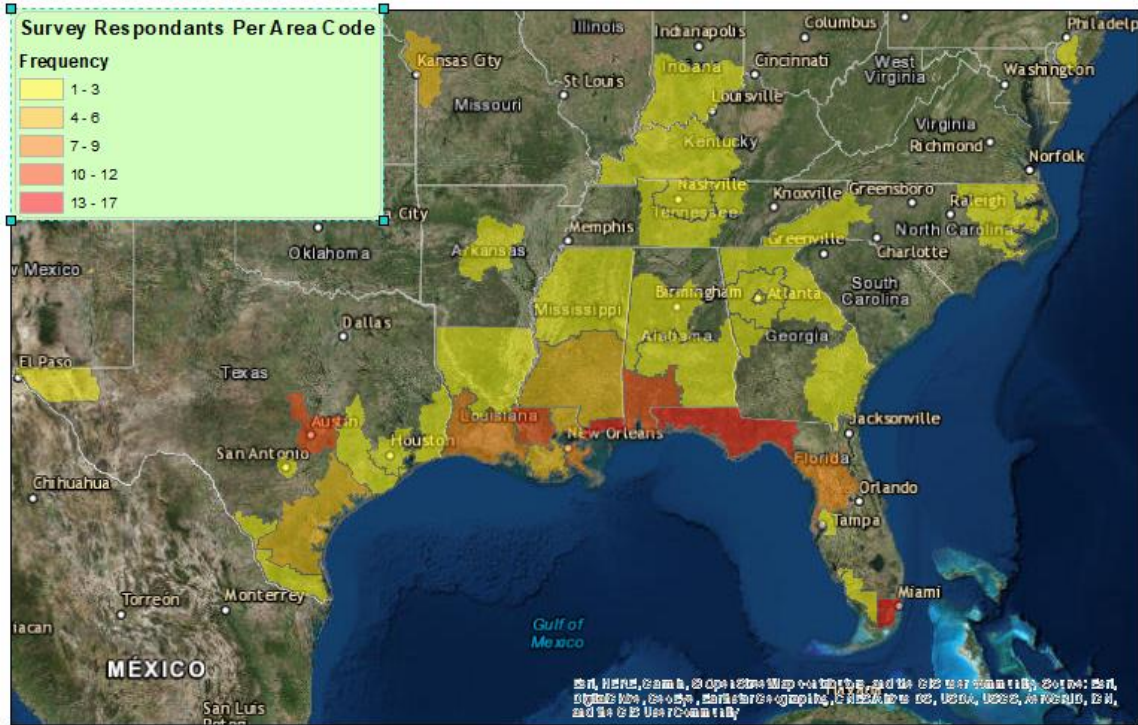 Survey Respondants Per Area Code
Frequency
1 - 3
4 - 6
7 - 9
10 - 12
13 - 17
Illinois
Indianapolis
Columbus
Philadelp
Kansas City
Indiana
Cincinnati
West
Virginia
Washington
St Louis
Missouri
Louisville
Kentucky
Virginia
Richmond
Norfolk
Nashville
Knoxville
Greensboro
Raleigh
City
Tennessee
Oklahoma
Arkansas
Memphis
Greenville
North Carolina
Charlotte
w Mexico
South
Carolina
Birmingham
Atlanta
Mississippi
Alabama
Georgia
Dallas
El Paso
Texas
Austin
Louisiana
Jacksonville
New Orleans
Houston
San Antonio
Florida
Chihuahua
Orlando
Tampa
Torreón
Monterrey
Miami
iacan
Gulf of
Mexico
MÉXICO
San Luis